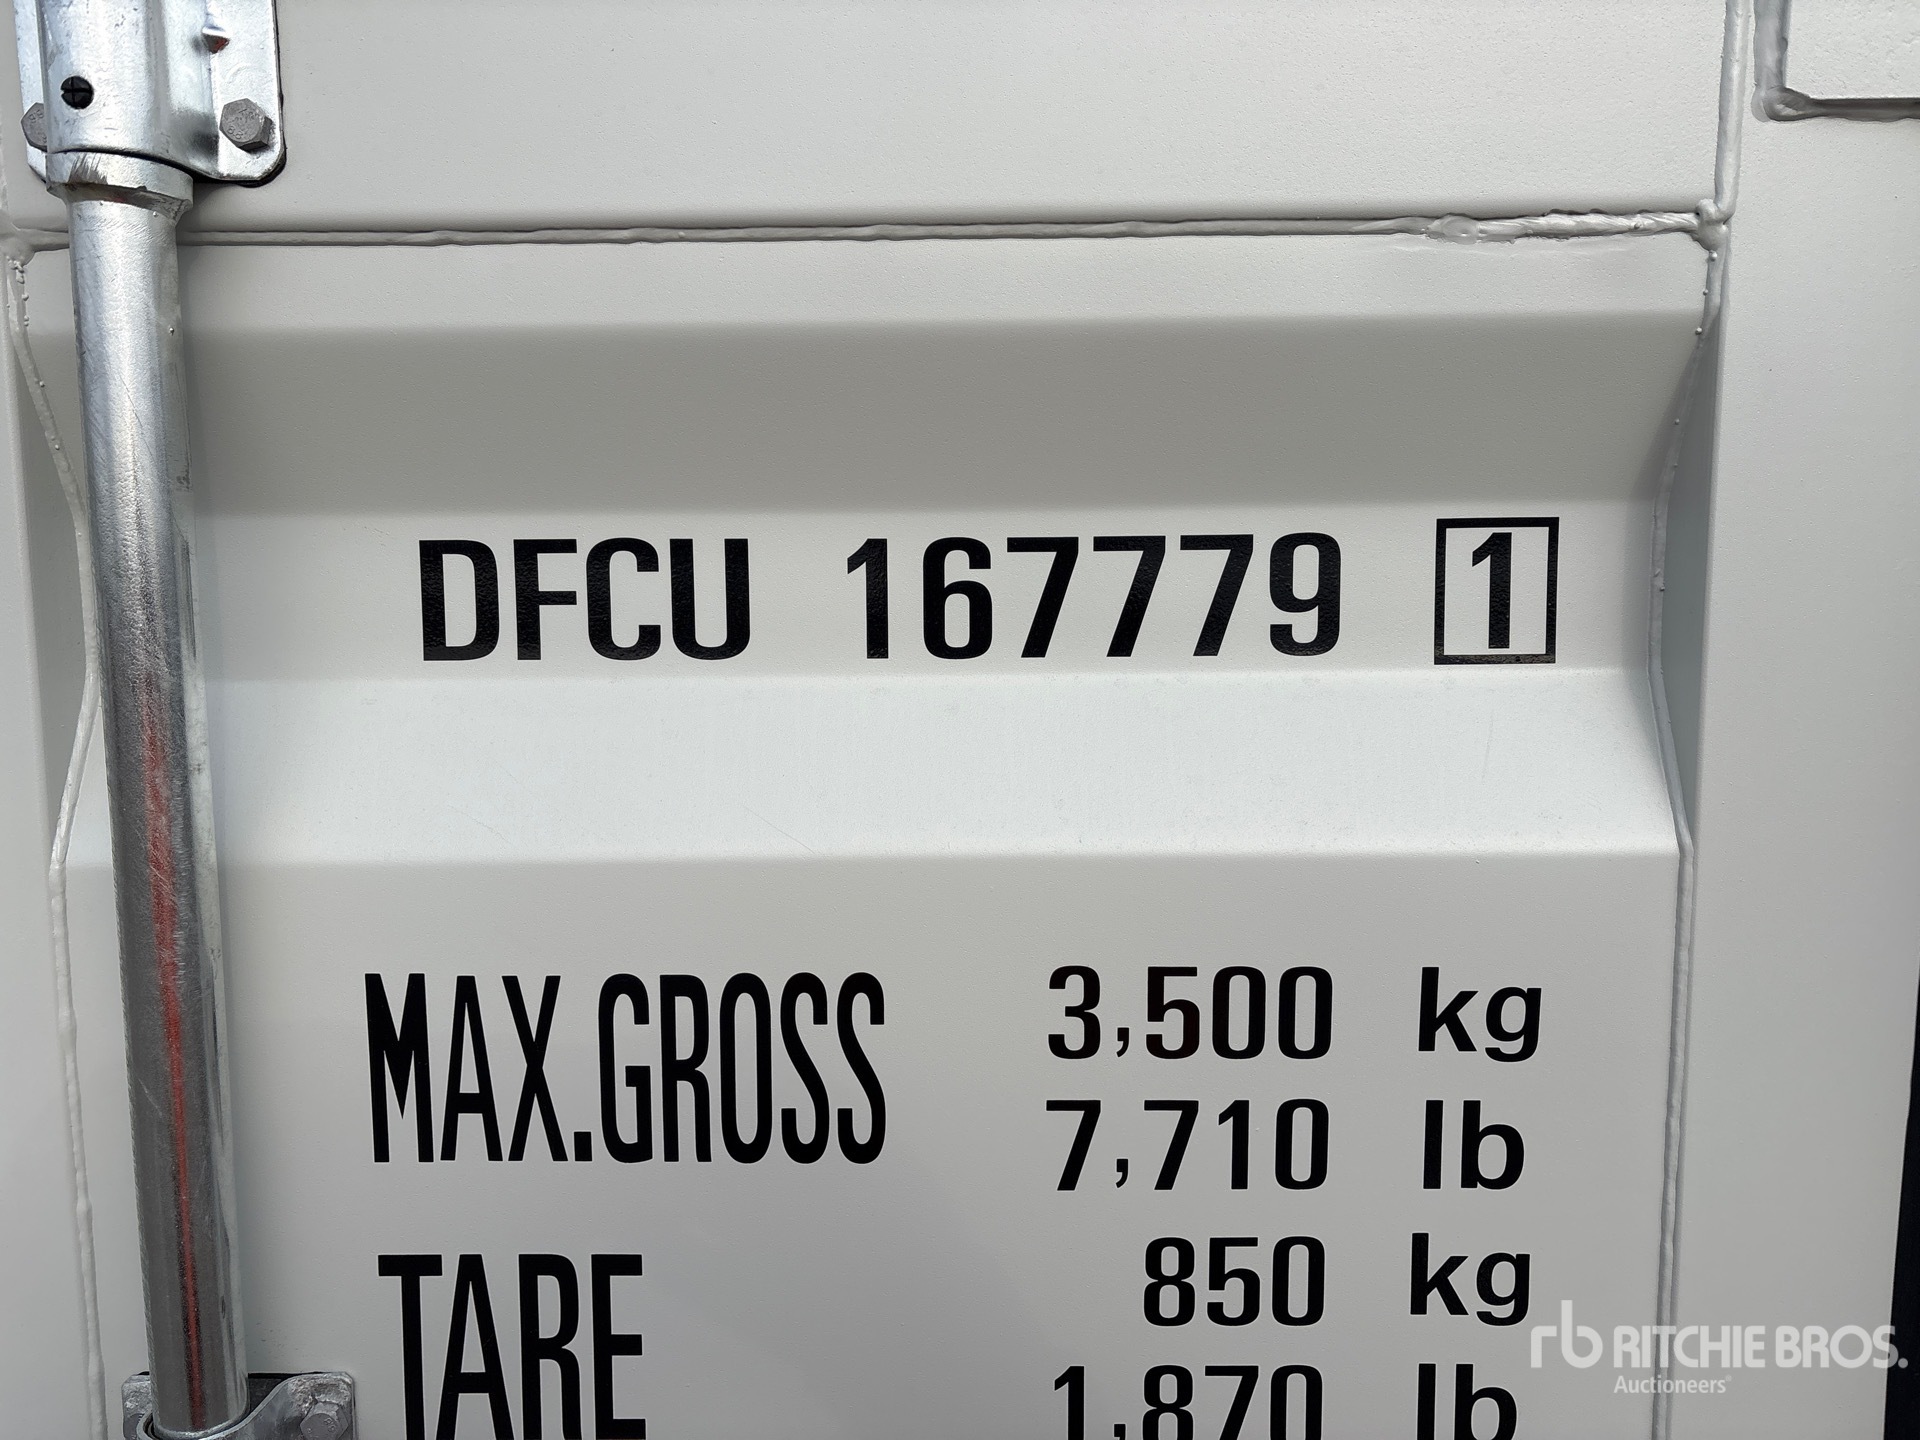 DFCU 167779 1
MAX.GROSS 3,500 kg
7,710 lb
TARE 850 kg
1,870 lb
rb RITCHIE BROS.
Auctioneers